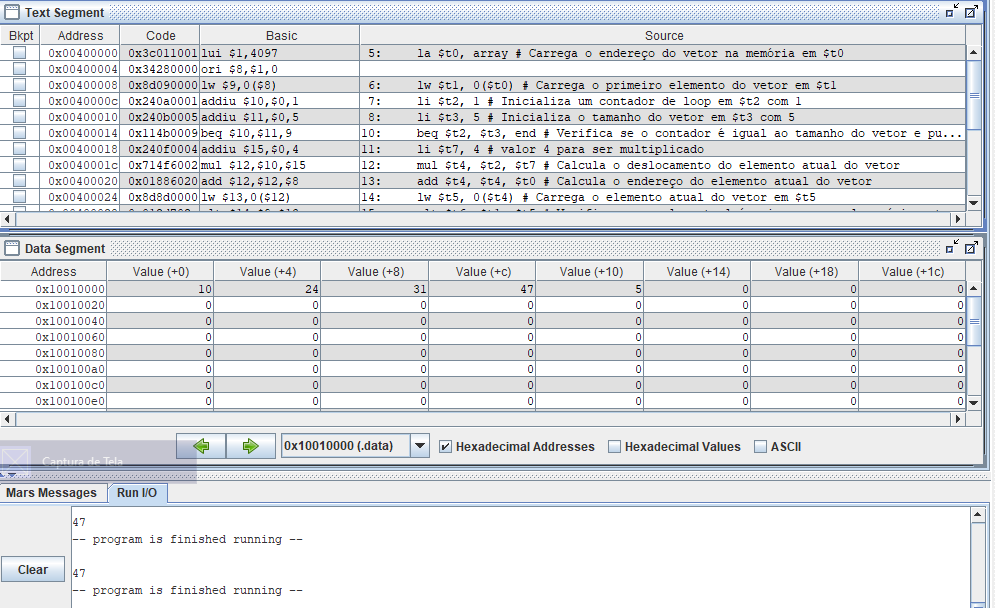 Text Segment
Bkpt Address Code Basic Source
0x00400000 0x3c011001 lui $1,4097 5: la $t0, array # Carrega o endereço do vetor na memória em $t0
0x00400004 0x34280000 ori $8,$1,0
0x00400008 0x8d090000 lw $9,0($8) 6: lw $t1, 0($t0) # Carrega o primeiro elemento do vetor em $t1
0x0040000c 0x240a0001 addiu $10,$0,1 7: li $t2, 1 # Inicializa um contador de loop em $t2 com 1
0x00400010 0x240b0005 addiu $11,$0,5 8: li $t3, 5 # Inicializa o tamanho do vetor em $t3 com 5
0x00400014 0x114b0009 beq $10,$11,9 10: beq $t2, $t3, end # Verifica se o contador é igual ao tamanho do vetor e pu...
0x00400018 0x240f0004 addiu $15,$0,4 11: li $t7, 4 # valor 4 para ser multiplicado
0x0040001c 0x714f6002 mul $12,$10,$15 12: mul $t4, $t2, $t7 # Calcula o deslocamento do elemento atual do vetor
0x00400020 0x01886020 add $12,$12,$8 13: add $t4, $t4, $t0 # Calcula o endereço do elemento atual do vetor
0x00400024 0x8d8d0000 lw $13,0($12) 14: lw $t5, 0($t4) # Carrega o elemento atual do vetor em $t5
Data Segment
Address Value (+0) Value (+4) Value (+8) Value (+c) Value (+10) Value (+14) Value (+18) Value (+1c)
0x10010000 10 24 31 47 5 0 0 0
0x10010020 0 0 0 0 0 0 0 0
0x10010040 0 0 0 0 0 0 0 0
0x10010060 0 0 0 0 0 0 0 0
0x10010080 0 0 0 0 0 0 0 0
0x100100a0 0 0 0 0 0 0 0 0
0x100100c0 0 0 0 0 0 0 0 0
0x100100e0 0 0 0 0 0 0 0 0
0x10010000 (.data) Hexadecimal Addresses Hexadecimal Values ASCII
Captura de Tela
Mars Messages Run I/O
47
-- program is finished running --
Clear
47
-- program is finished running --